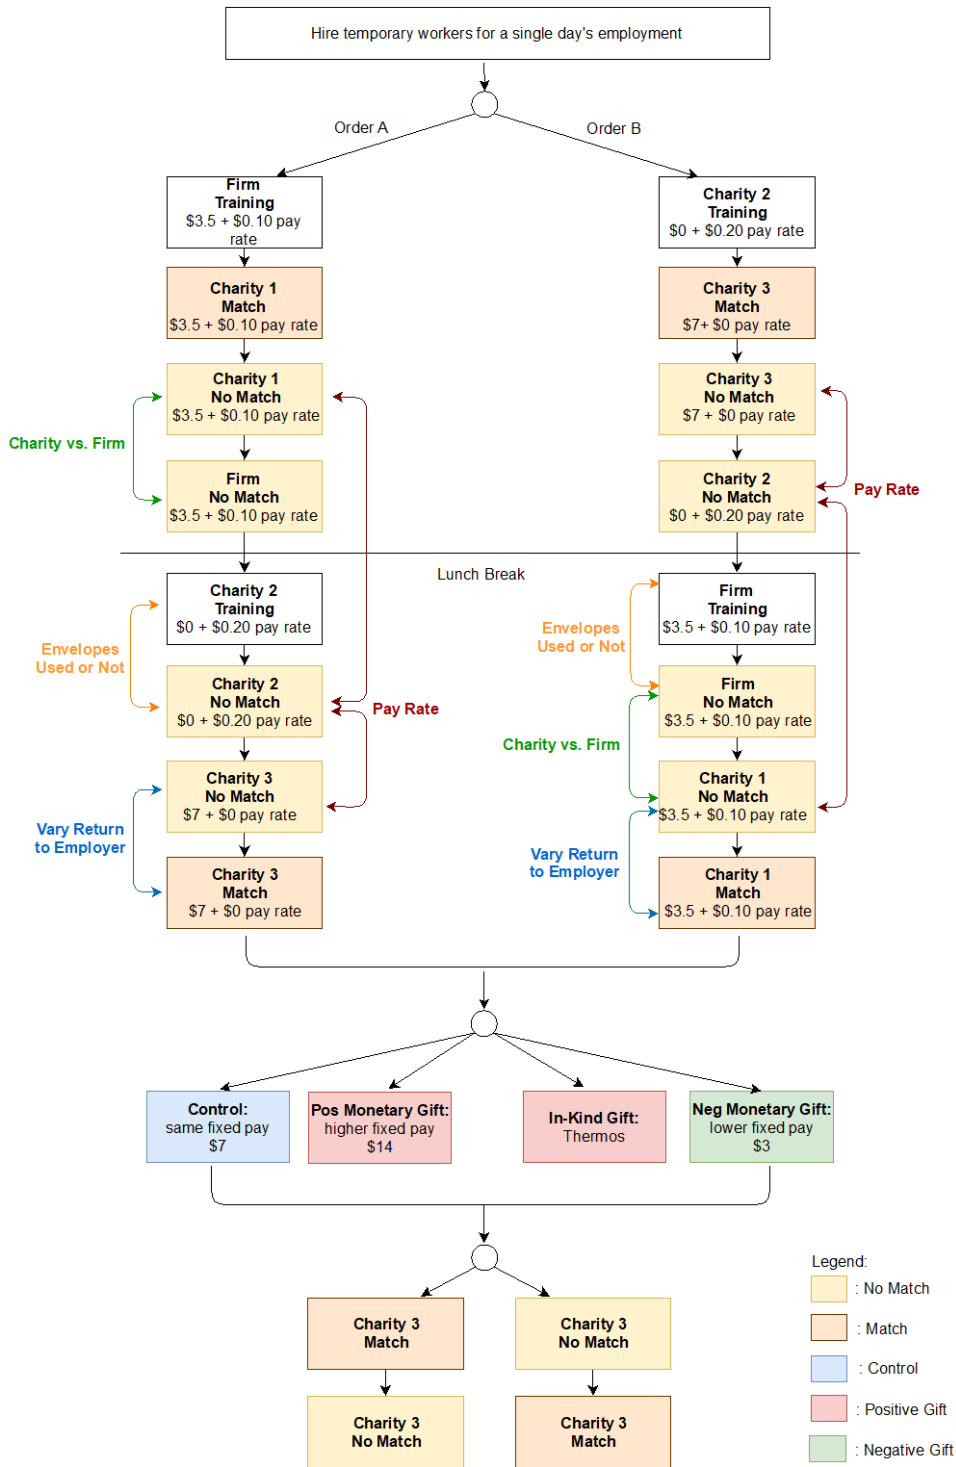 Hire temporary workers for a single day's employment
Order A
Order B
Firm
Training
$3.5 + $0.10 pay
rate
Charity 2
Training
$0 + $0.20 pay rate
Charity 1
Match
$3.5 + $0.10 pay rate
Charity 3
Match
$7+ $0 pay rate
Charity 1
No Match
$3.5 + $0.10 pay rate
Charity 3
No Match
$7 + $0 pay rate
Charity vs. Firm
Firm
No Match
$3.5 + $0.10 pay rate
Charity 2
No Match
$0 + $0.20 pay rate
Pay Rate
Lunch Break
Charity 2
Training
$0 + $0.20 pay rate
Firm
Training
$3.5 + $0.10 pay rate
Envelopes
Used or Not
Envelopes
Used or Not
Charity 2
No Match
$0 + $0.20 pay rate
Pay Rate
Firm
No Match
$3.5 + $0.10 pay rate
Charity vs. Firm
Charity 3
No Match
$7 + $0 pay rate
Charity 1
No Match
$3.5 + $0.10 pay rate
Vary Return
to Employer
Vary Return
to Employer
Charity 3
Match
$7 + $0 pay rate
Charity 1
Match
$3.5 + $0.10 pay rate
Control:
same fixed pay
$7
Pos Monetary Gift:
higher fixed pay
$14
In-Kind Gift:
Thermos
Neg Monetary Gift:
lower fixed pay
$3
Charity 3
Match
Charity 3
No Match
Charity 3
No Match
Charity 3
Match
Legend:
: No Match
: Match
: Control
: Positive Gift
: Negative Gift